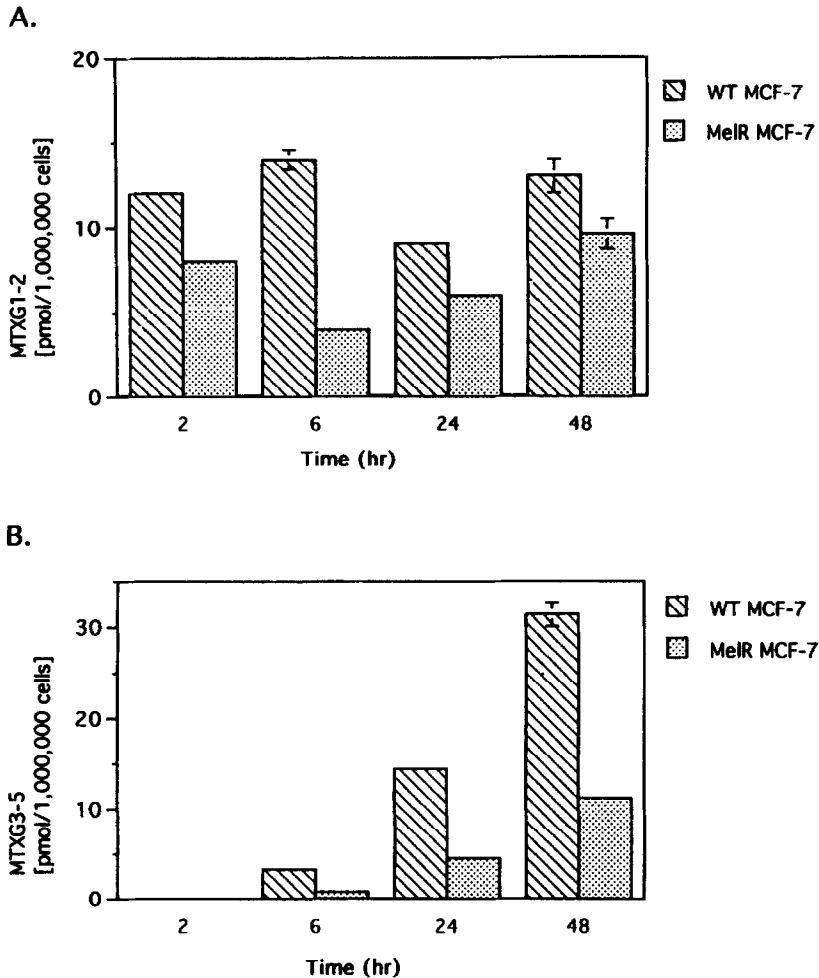 A.
20
10
0
MTXG1-2
[pmol/1,000,000 cells]
2 6 24 48
Time (hr)
WT MCF-7
MelR MCF-7
B.
30
20
10
0
MTXG3-5
[pmol/1,000,000 cells]
2 6 24 48
Time (hr)
WT MCF-7
MelR MCF-7